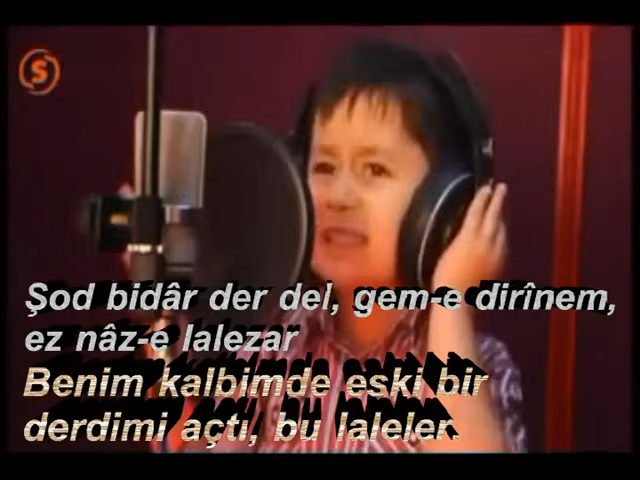 S
Şod bidâr der del, gem-e dirînem,
ez nâz-e lalezar
Benim kalbimde eski bir
derdimi açtı, bu laleler.